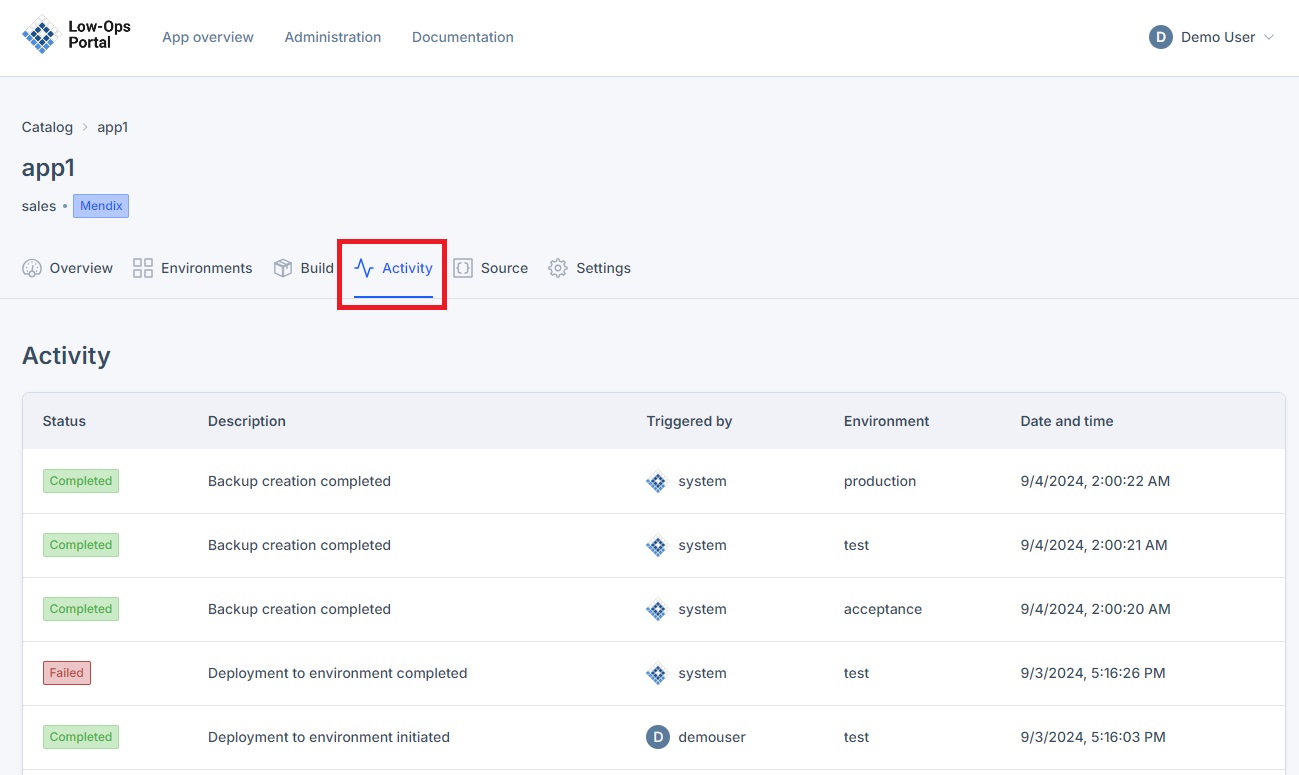 Low-Ops
Portal
App overview Administration Documentation
D Demo User
Catalog > app1
app1
sales • Mendix
Overview Environments Build Activity Source Settings
Activity
Status Description Triggered by Environment Date and time
Completed Backup creation completed system production 9/4/2024, 2:00:22 AM
Completed Backup creation completed system test 9/4/2024, 2:00:21 AM
Completed Backup creation completed system acceptance 9/4/2024, 2:00:20 AM
Failed Deployment to environment completed system test 9/3/2024, 5:16:26 PM
Completed Deployment to environment initiated D demouser test 9/3/2024, 5:16:03 PM